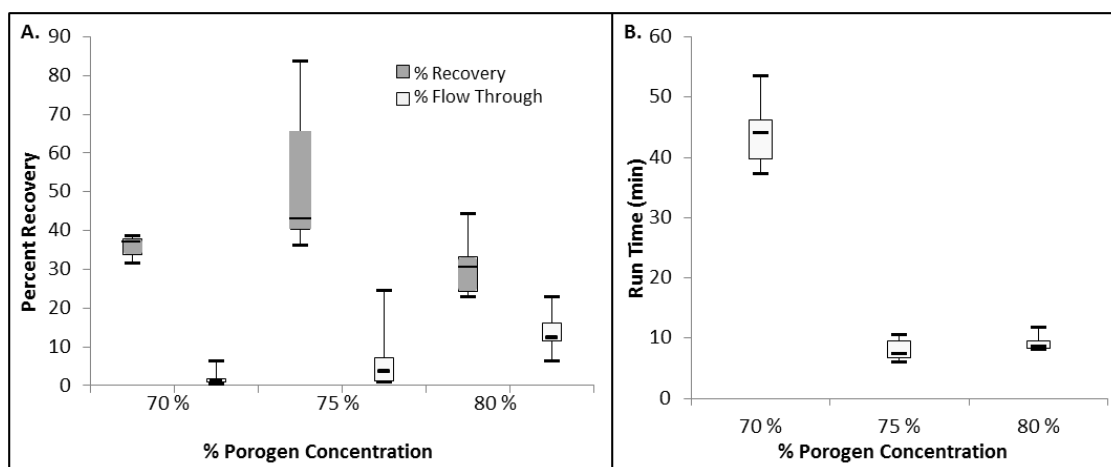 A.
Percent Recovery
90
80
70
60
50
40
30
20
10
0
% Recovery
% Flow Through
70 %
75 %
80 %
% Porogen Concentration
B.
Run Time (min)
60
50
40
30
20
10
0
70 %
75 %
80 %
% Porogen Concentration